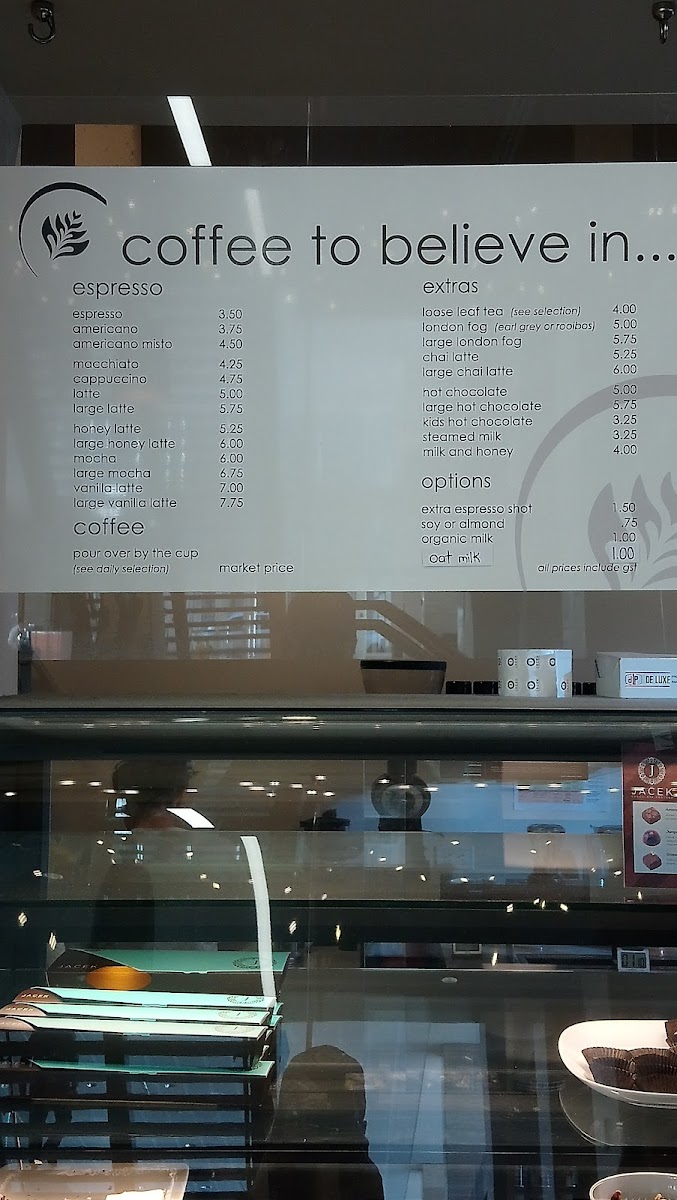 coffee to believe in...
espresso
espresso 3.50
americano 3.75
americano misto 4.50
macchiato 4.25
cappuccino 4.75
latte 5.00
large latte 5.75
honey latte 5.25
large honey latte 6.00
mocha 6.00
large mocha 6.75
vanilla latte 7.00
large vanilla latte 7.75
coffee
pour over by the cup
(see daily selection) market price
extras
loose leaf tea (see selection) 4.00
london fog (earl grey or rooibos) 5.00
large london fog 5.75
chai latte 5.25
large chai latte 6.00
hot chocolate 5.00
large hot chocolate 5.75
kids hot chocolate 3.25
steamed milk 3.25
milk and honey 4.00
options
extra espresso shot 1.50
soy or almond .75
organic milk 1.00
oat milk 1.00
all prices include gst
DE LUXE
J
JACEK
JACEK
JACEK